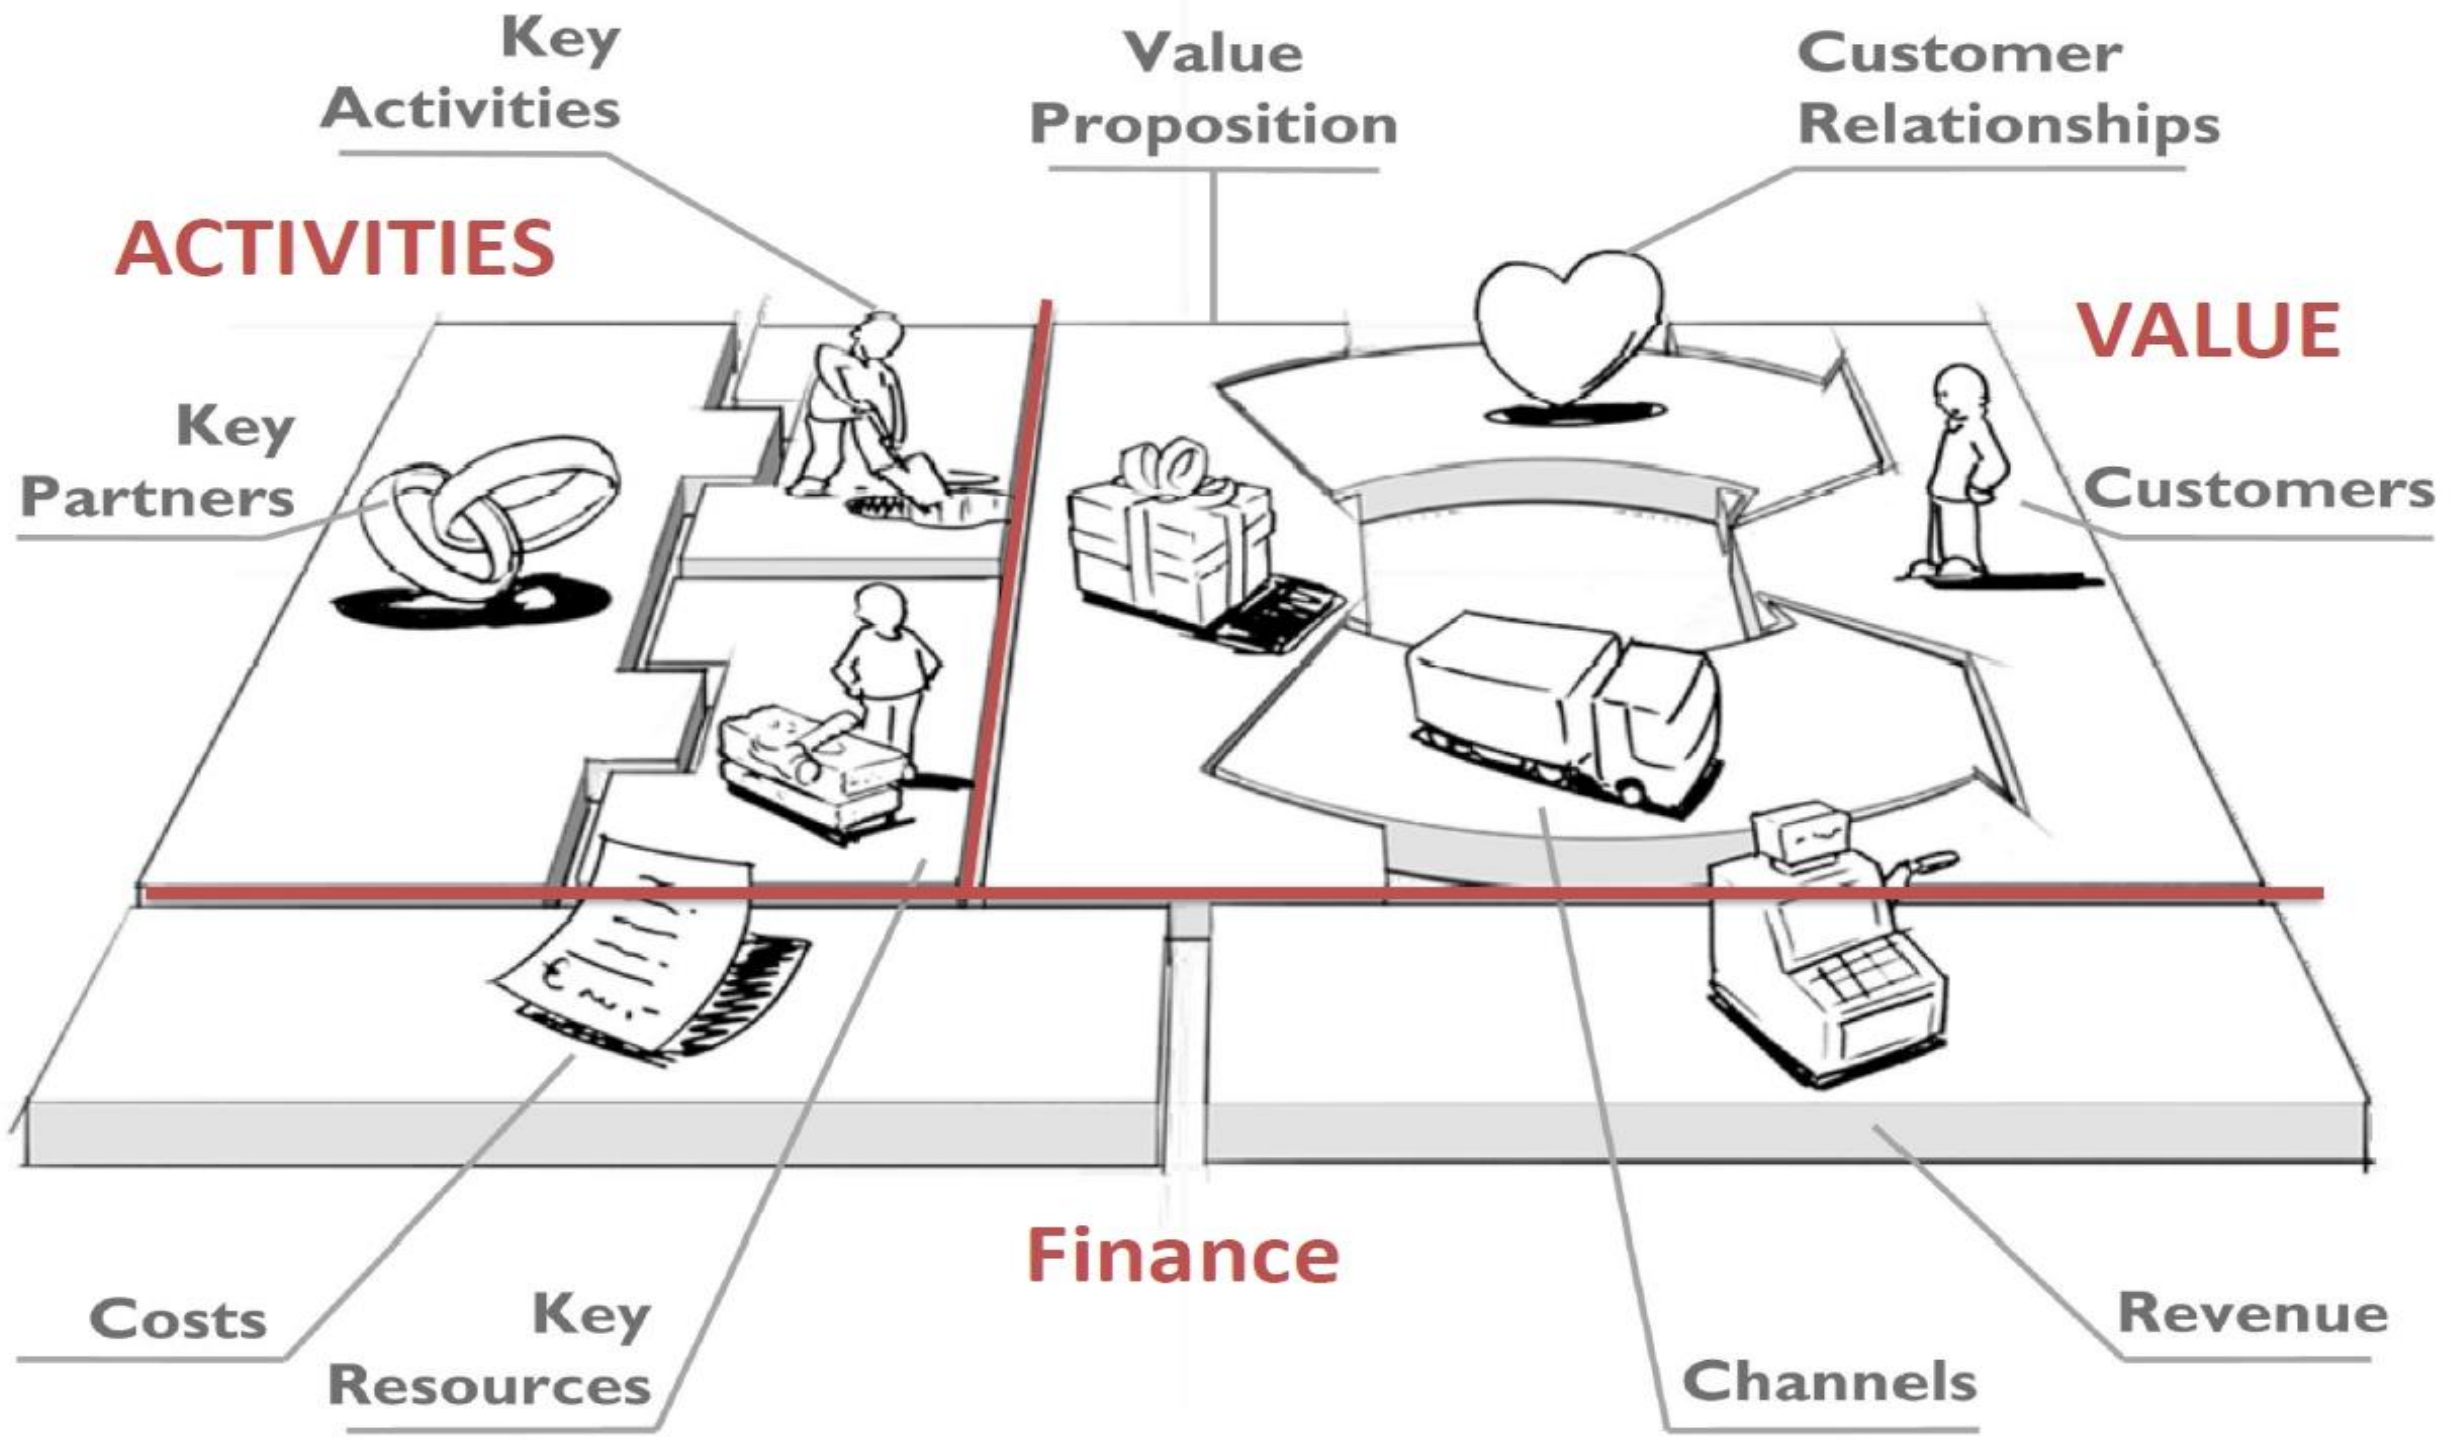 Key
Activities
Value
Proposition
Customer
Relationships
ACTIVITIES
VALUE
Key
Partners
Customers
Finance
Costs
Key
Resources
Revenue
Channels